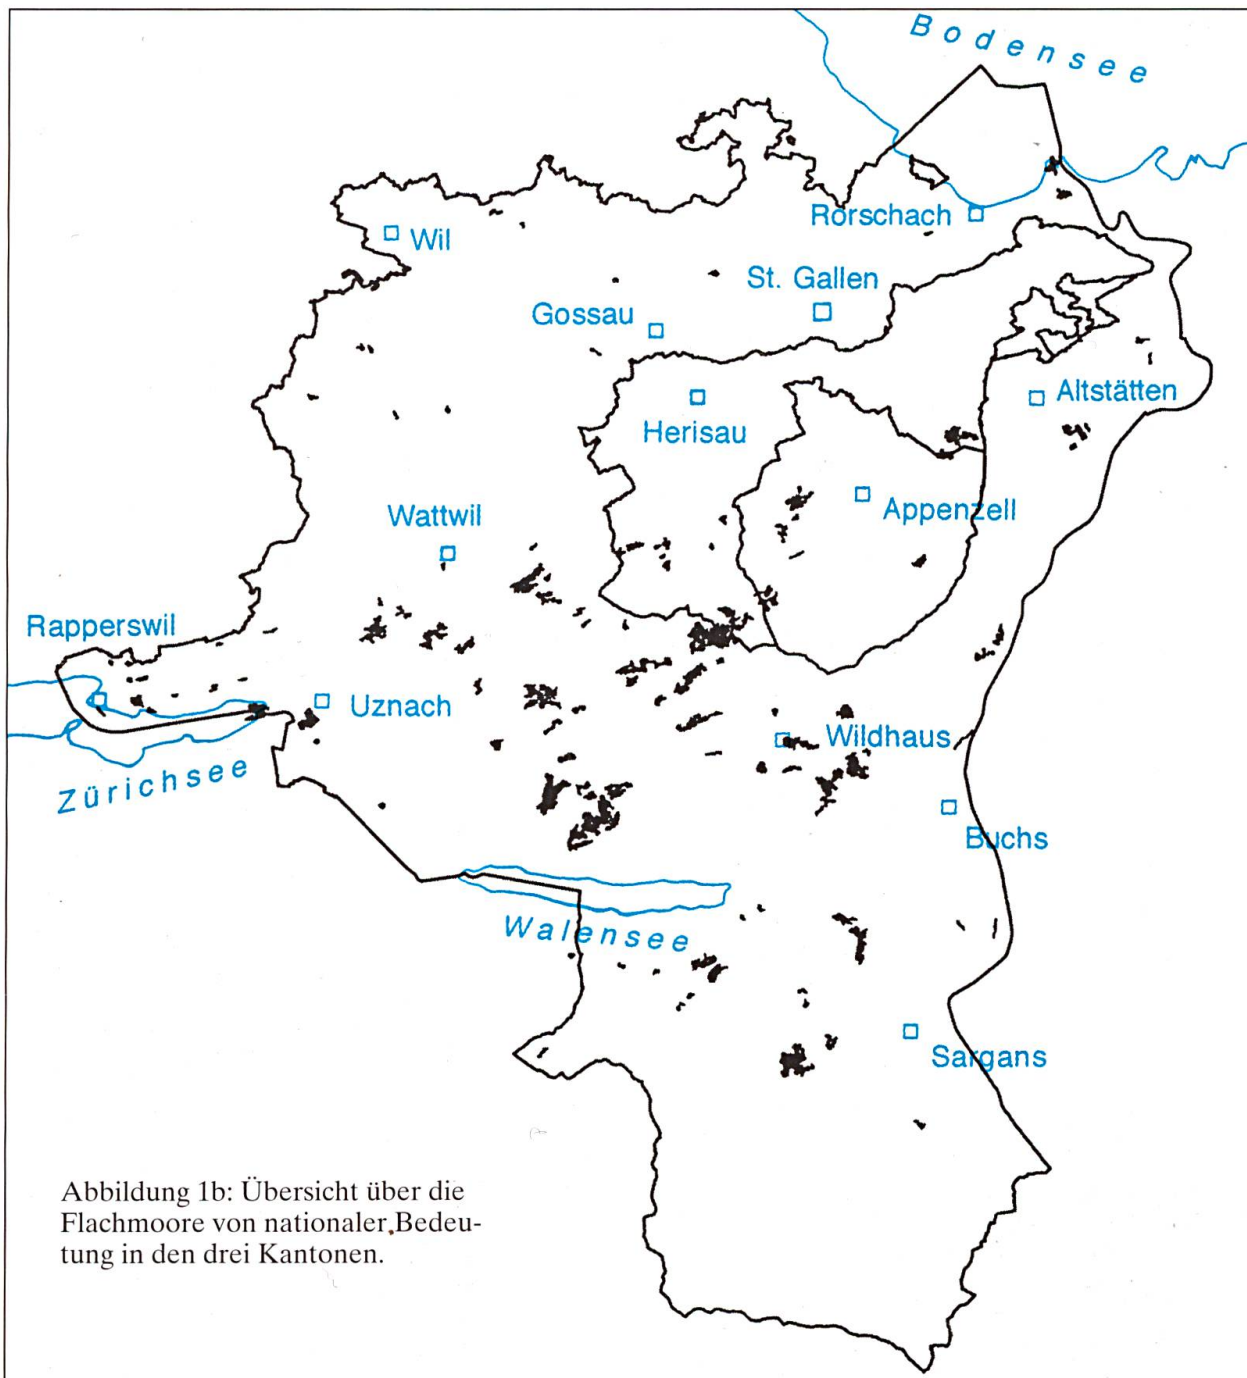 Bodensee
Rorschach
Wil
St. Gallen
Gossau
Altstätten
Herisau
Appenzell
Wattwil
Rapperswil
Uznach
Wildhaus
Zürichsee
Buchs
Walensee
Sargans
Abbildung 1b: Übersicht über die
Flachmoore von nationaler Bedeu-
tung in den drei Kantonen.